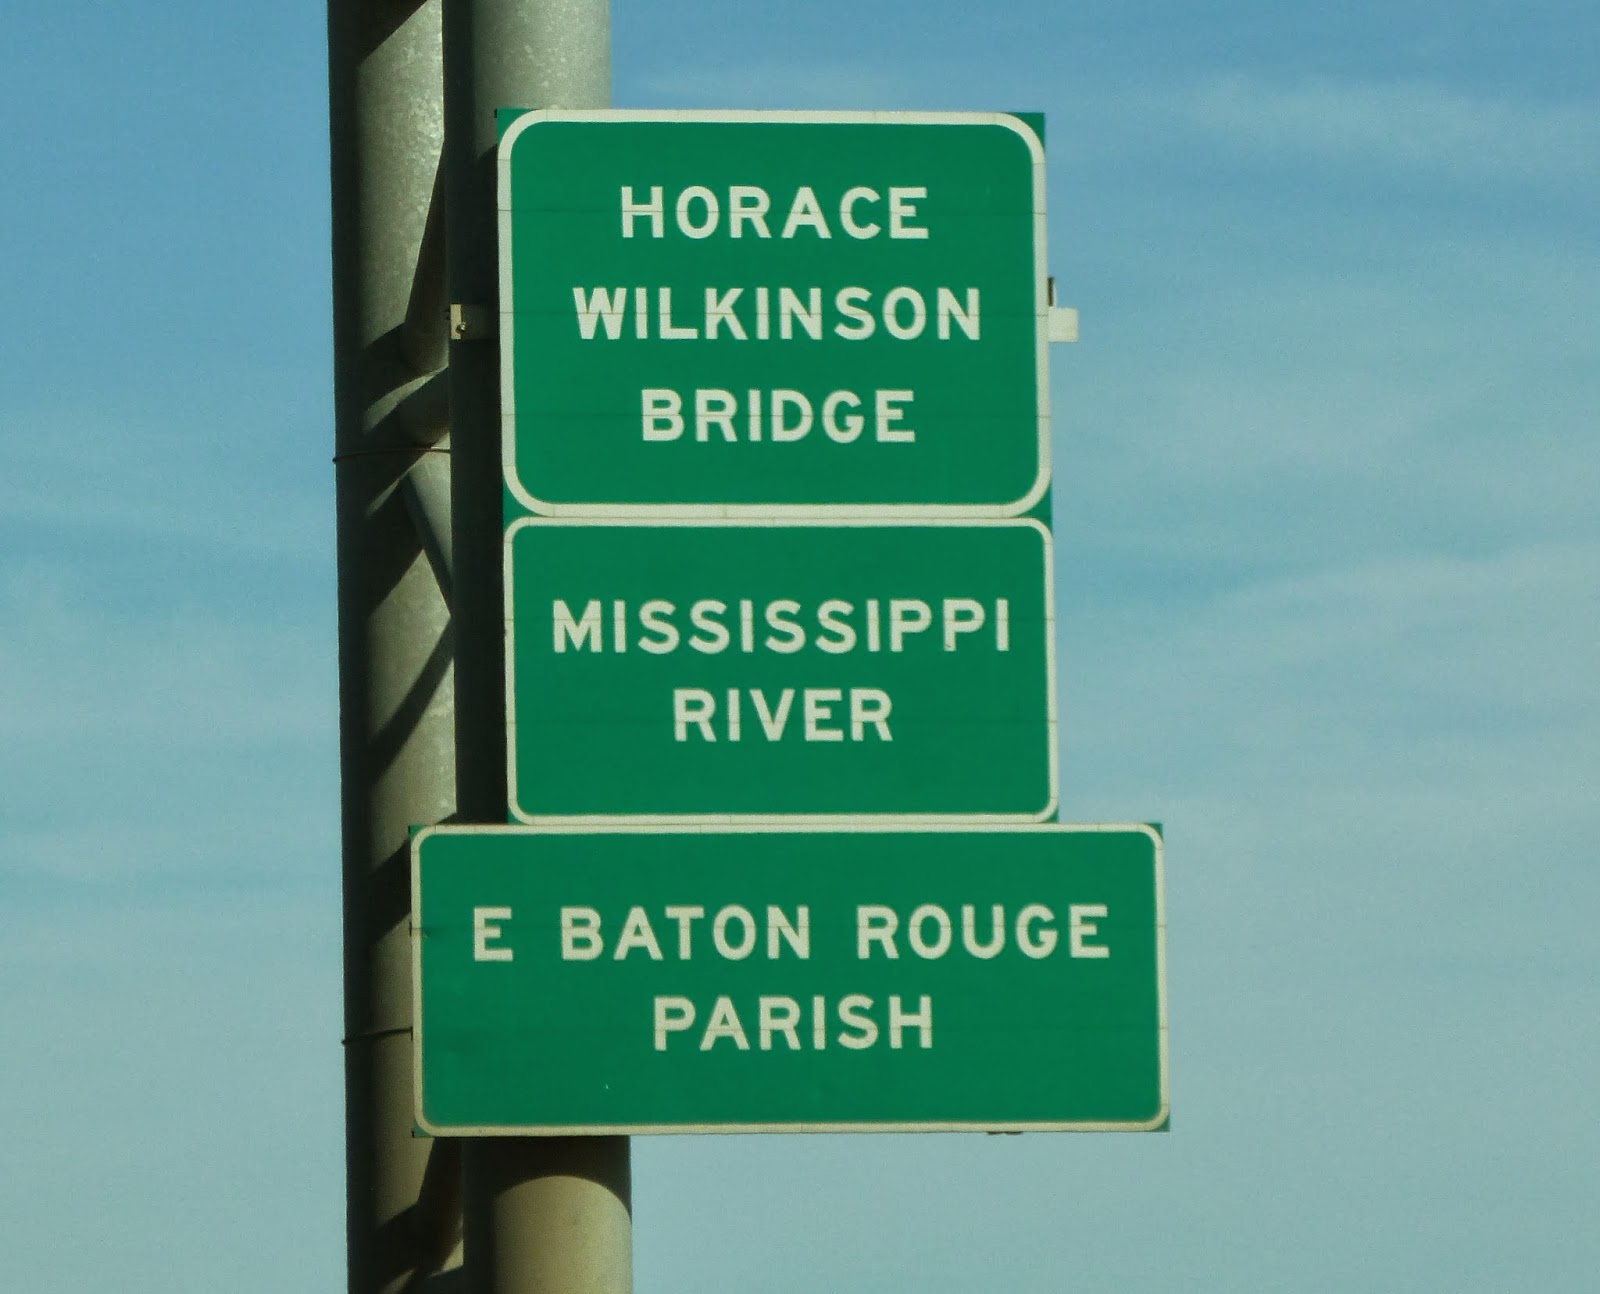 HORACE
WILKINSON
BRIDGE
MISSISSIPPI
RIVER
E BATON ROUGE
PARISH